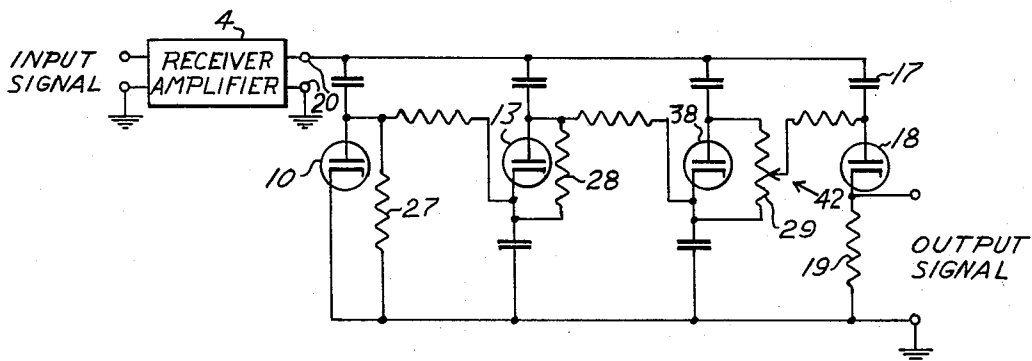 4
INPUT
SIGNAL
RECEIVER
AMPLIFIER
20
17
10
27
13
28
38
29
42
18
19
OUTPUT
SIGNAL